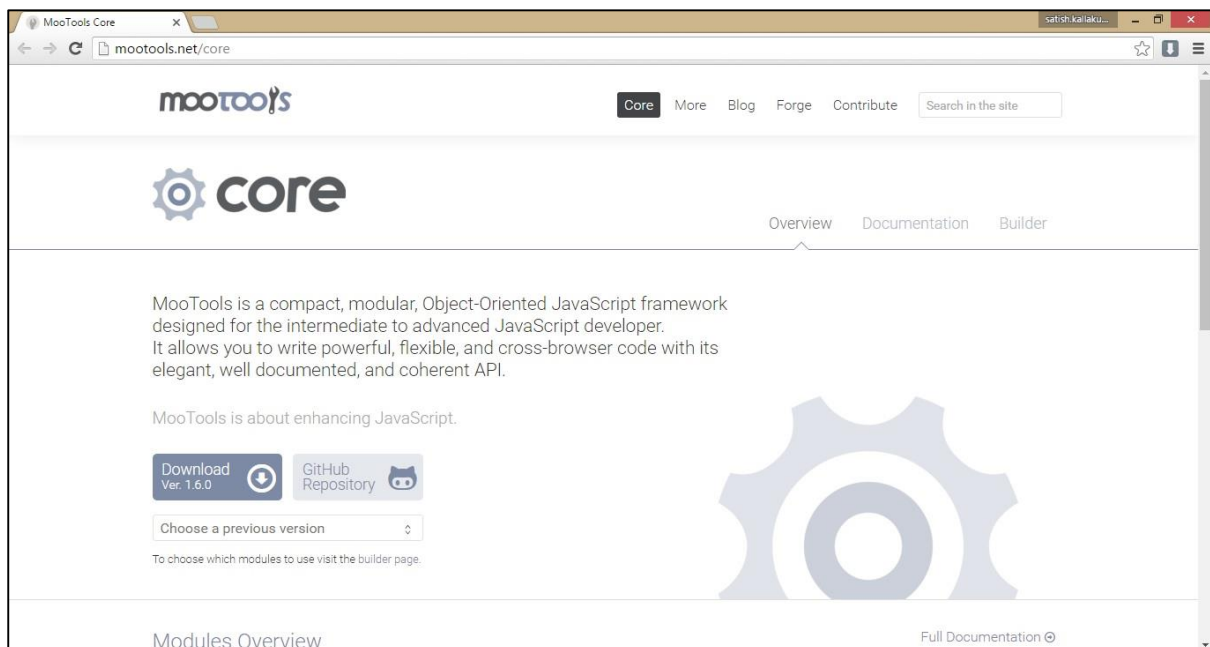 MooTools Core
satish.kallaku...
mootools.net/core
mootools
Core More Blog Forge Contribute Search in the site
core
Overview Documentation Builder
MooTools is a compact, modular, Object-Oriented JavaScript framework
designed for the intermediate to advanced JavaScript developer.
It allows you to write powerful, flexible, and cross-browser code with its
elegant, well documented, and coherent API.
MooTools is about enhancing JavaScript.
Download
Ver. 1.6.0
GitHub
Repository
Choose a previous version
To choose which modules to use visit the builder page.
Modules Overview
Full Documentation